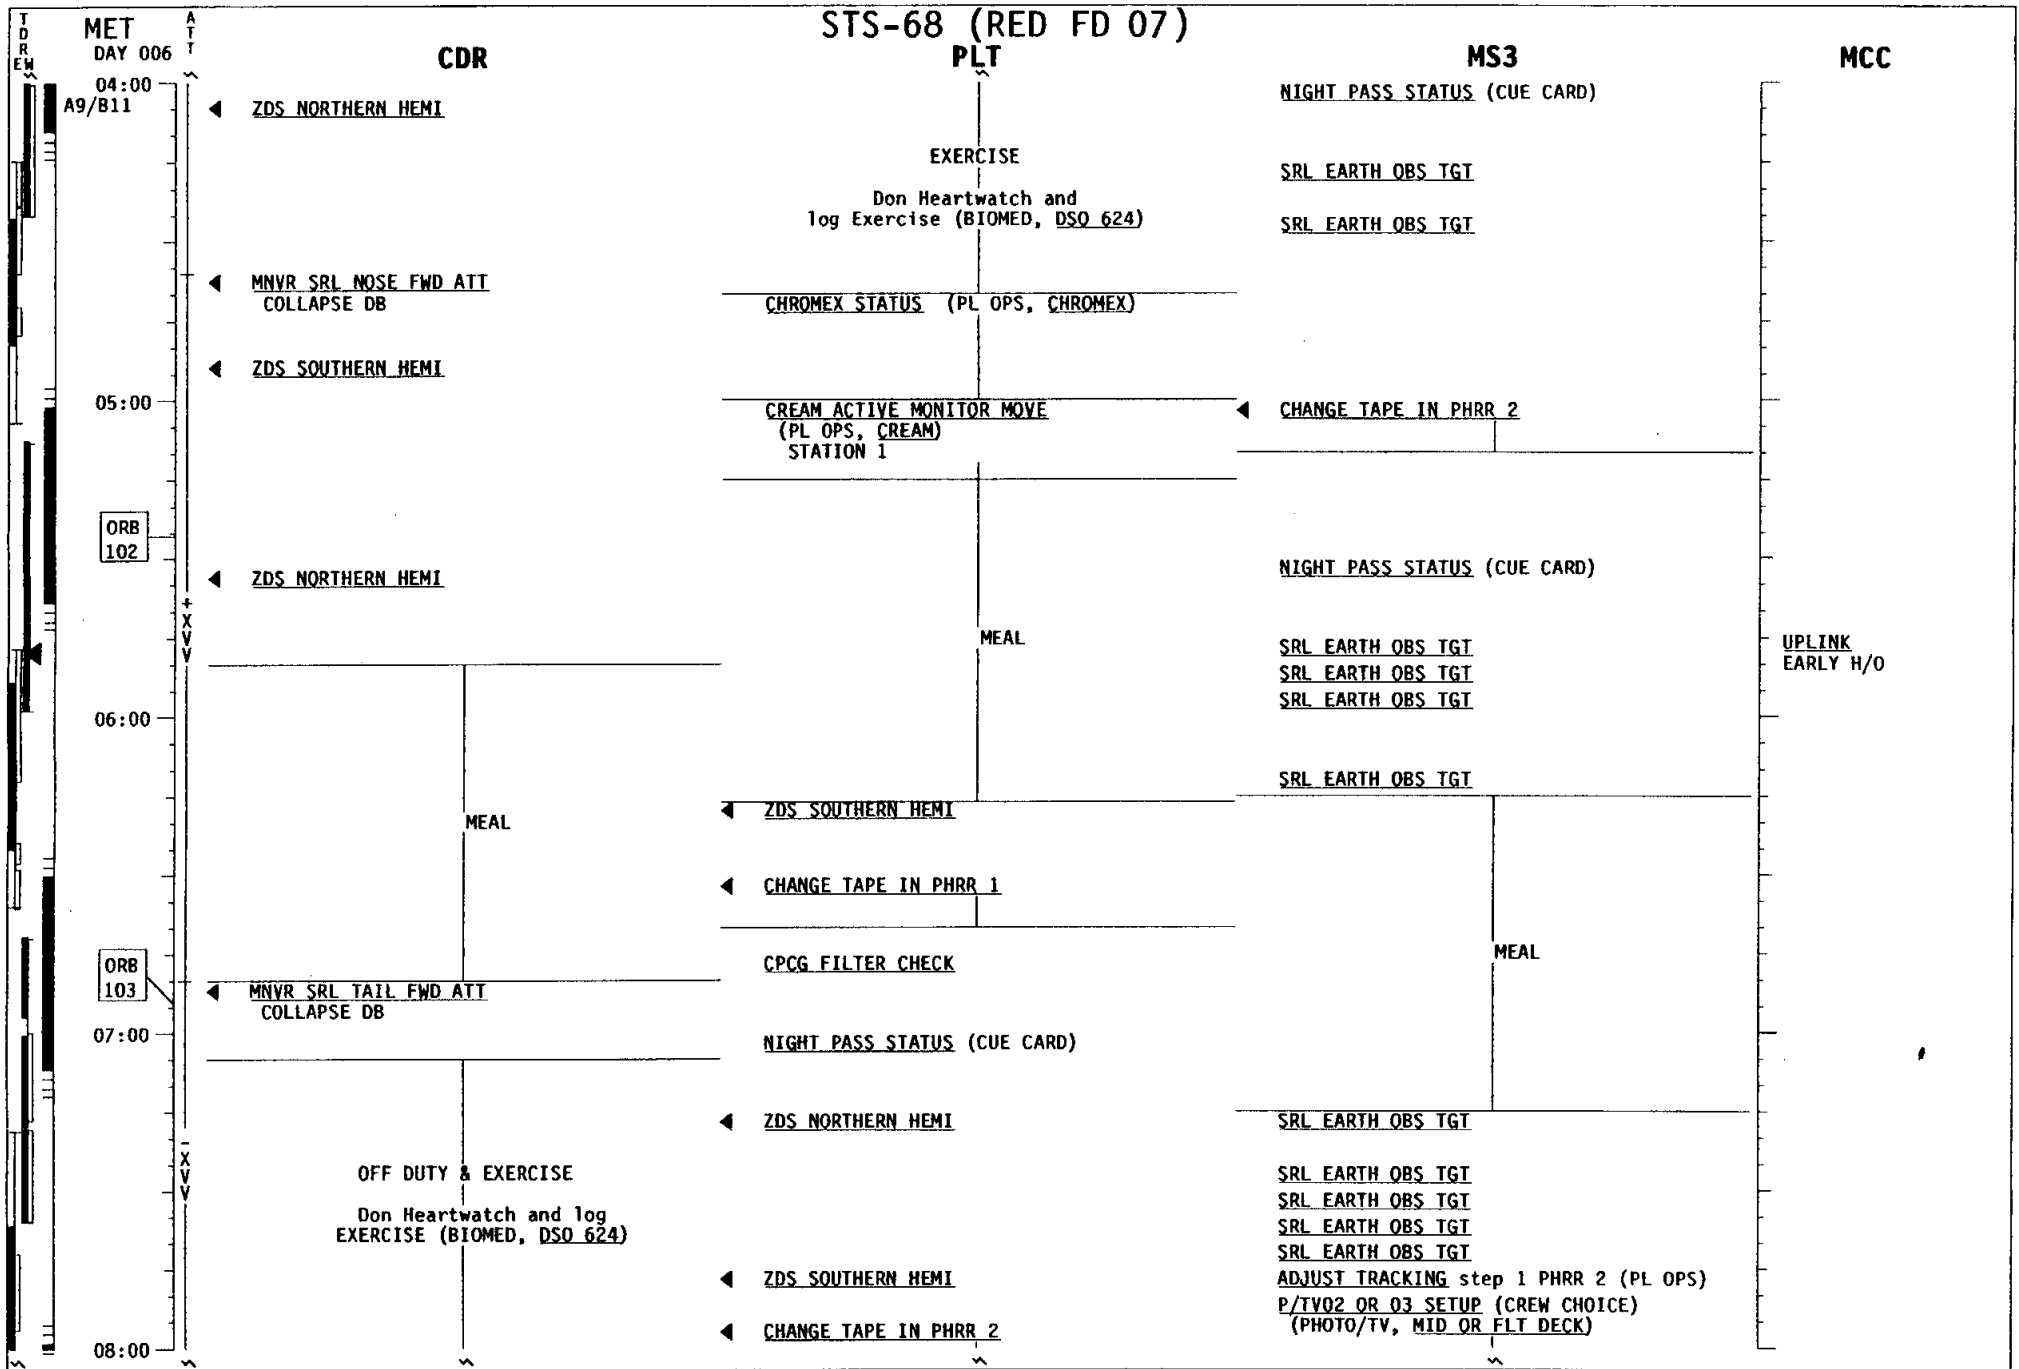 STS-68 (RED FD 07)
TDRE W
MET
DAY 006
ATT
CDR
PLT
MS3
MCC
04:00
A9/B11
05:00
ORB
102
06:00
ORB
103
07:00
08:00
+XVV
-XVV
ZDS NORTHERN HEMI
MNVR SRL NOSE FWD ATT
COLLAPSE DB
ZDS SOUTHERN HEMI
ZDS NORTHERN HEMI
MEAL
MNVR SRL TAIL FWD ATT
COLLAPSE DB
OFF DUTY & EXERCISE
Don Heartwatch and log
EXERCISE (BIOMED, DSO 624)
EXERCISE
Don Heartwatch and
log Exercise (BIOMED, DSO 624)
CHROMEX STATUS (PL OPS, CHROMEX)
CREAM ACTIVE MONITOR MOVE
(PL OPS, CREAM)
STATION 1
MEAL
ZDS SOUTHERN HEMI
CHANGE TAPE IN PHRR 1
CPCG FILTER CHECK
NIGHT PASS STATUS (CUE CARD)
ZDS NORTHERN HEMI
ZDS SOUTHERN HEMI
CHANGE TAPE IN PHRR 2
NIGHT PASS STATUS (CUE CARD)
SRL EARTH OBS TGT
SRL EARTH OBS TGT
CHANGE TAPE IN PHRR 2
NIGHT PASS STATUS (CUE CARD)
SRL EARTH OBS TGT
SRL EARTH OBS TGT
SRL EARTH OBS TGT
SRL EARTH OBS TGT
MEAL
SRL EARTH OBS TGT
SRL EARTH OBS TGT
SRL EARTH OBS TGT
SRL EARTH OBS TGT
SRL EARTH OBS TGT
ADJUST TRACKING step 1 PHRR 2 (PL OPS)
P/TV02 OR 03 SETUP (CREW CHOICE)
(PHOTO/TV, MID OR FLT DECK)
UPLINK
EARLY H/O